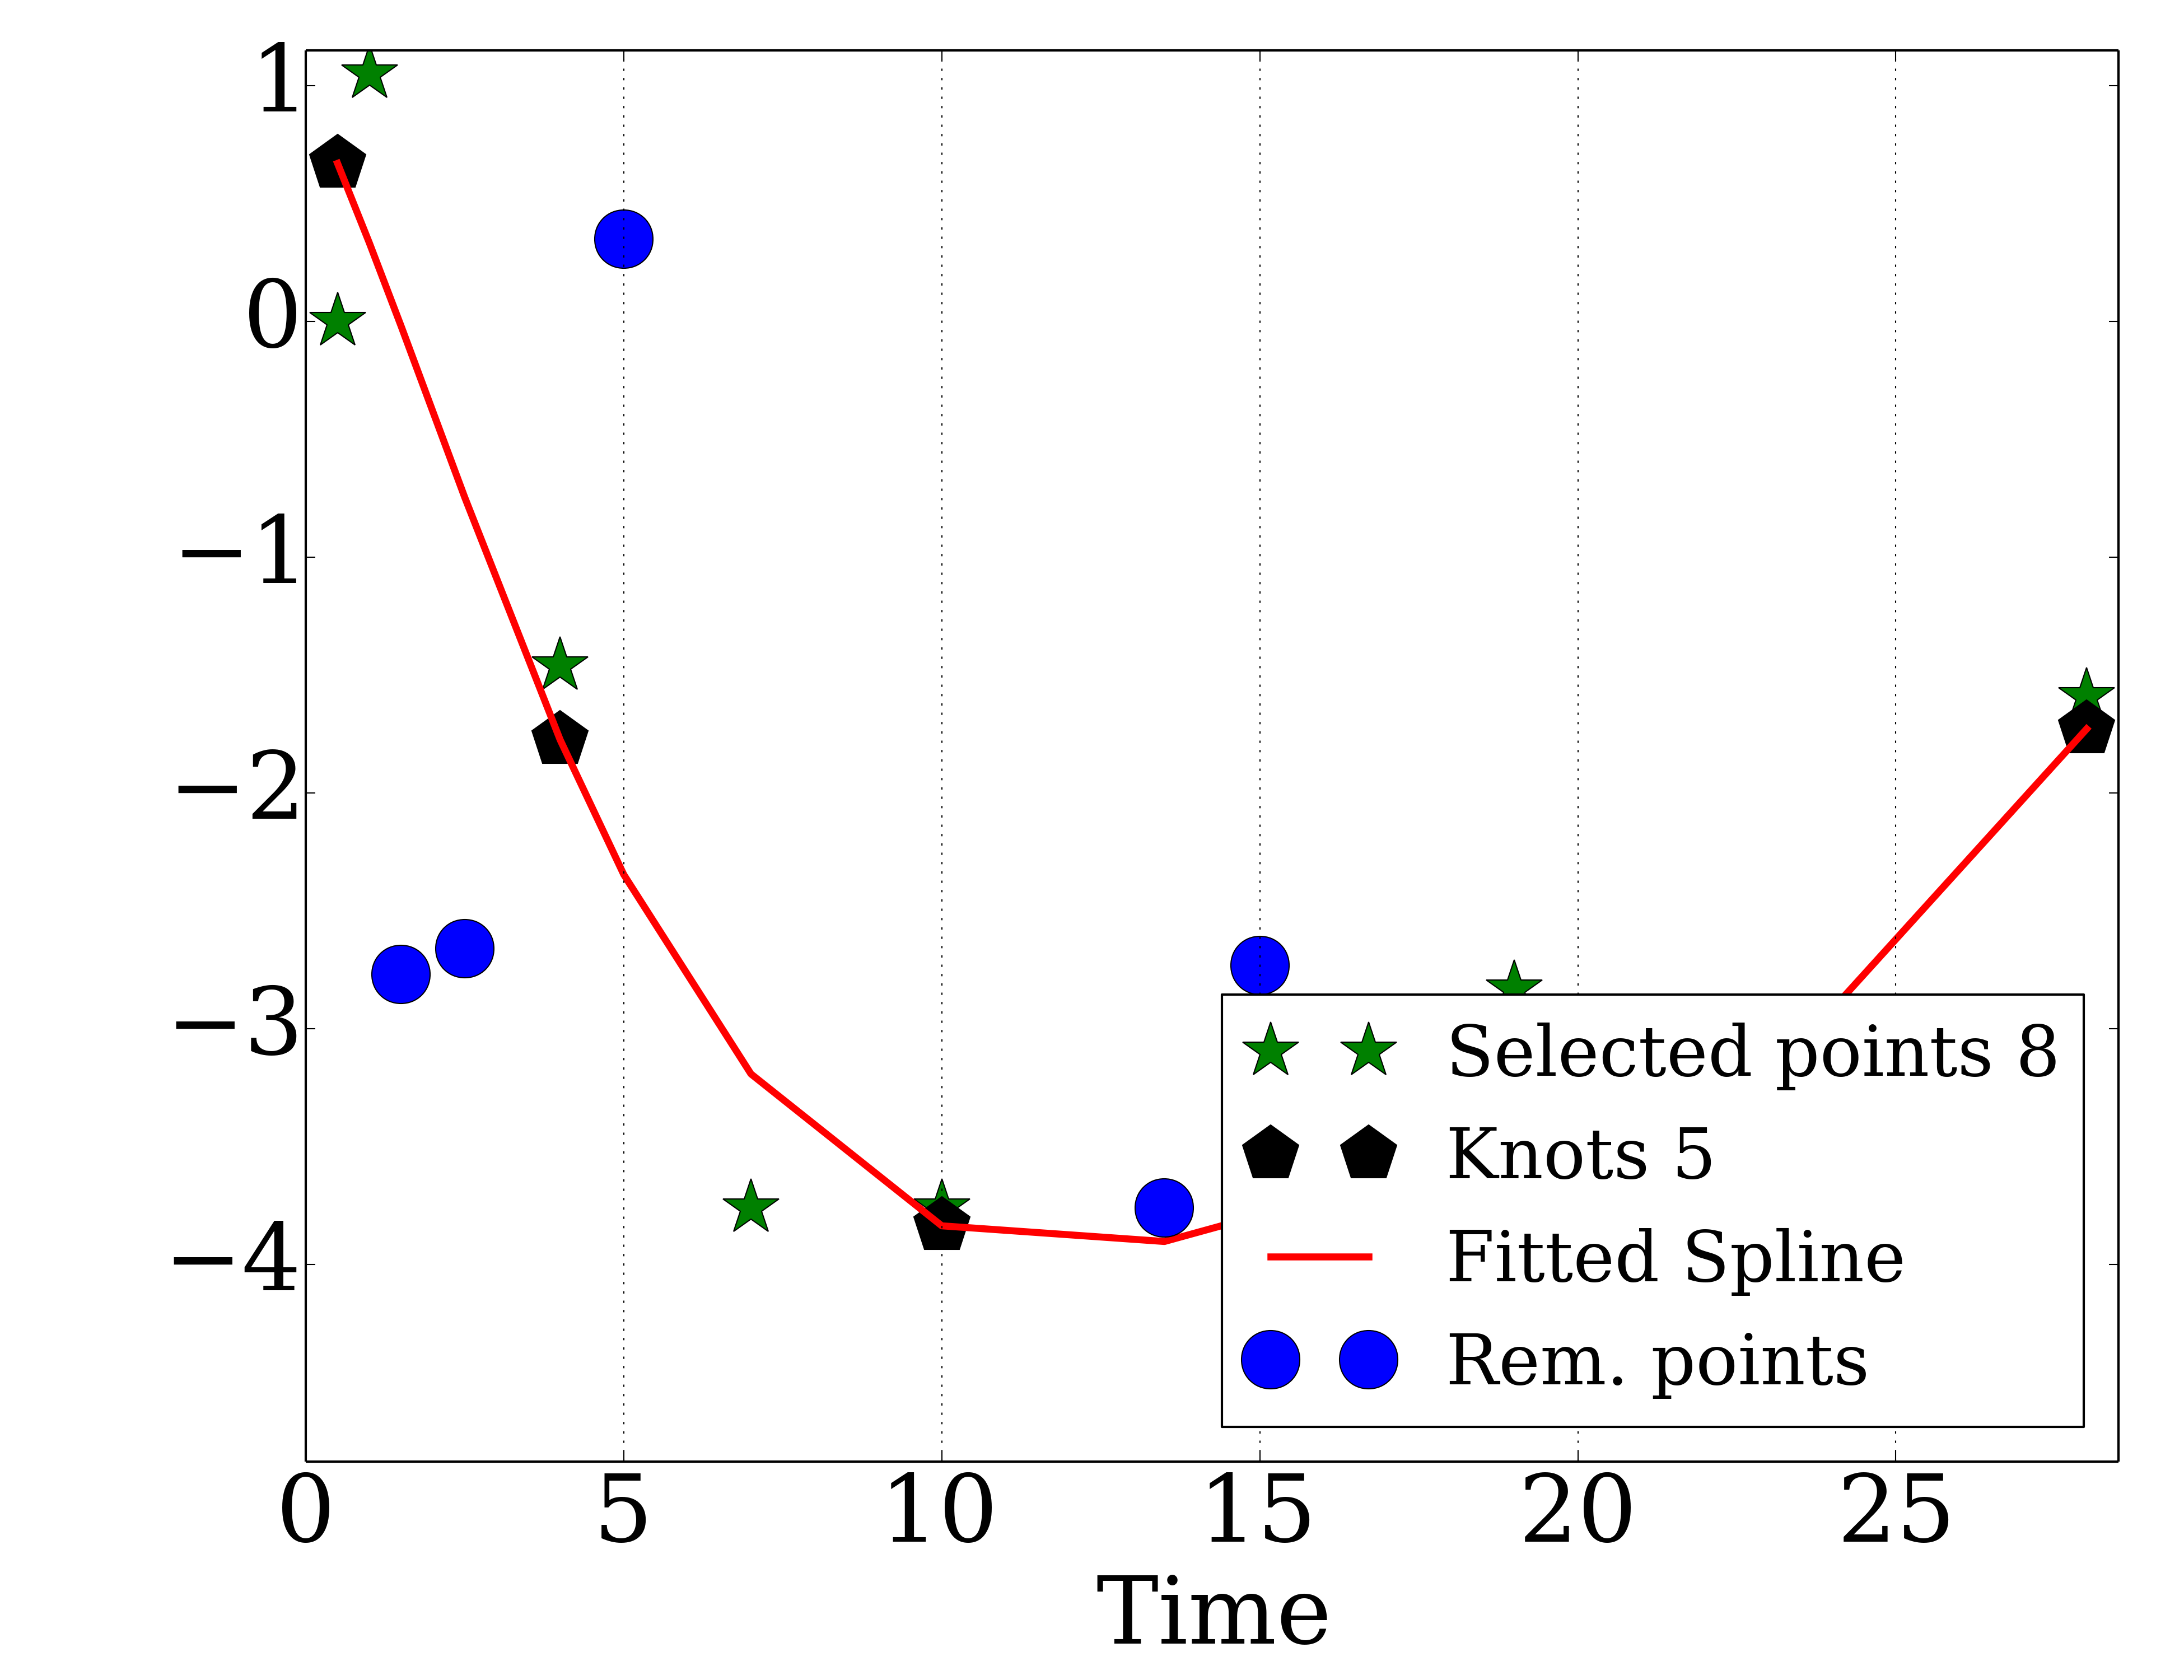 1
0
−1
−2
−3
−4
Selected points 8
Knots 5
Fitted Spline
Rem. points
0 5 10 15 20 25
Time